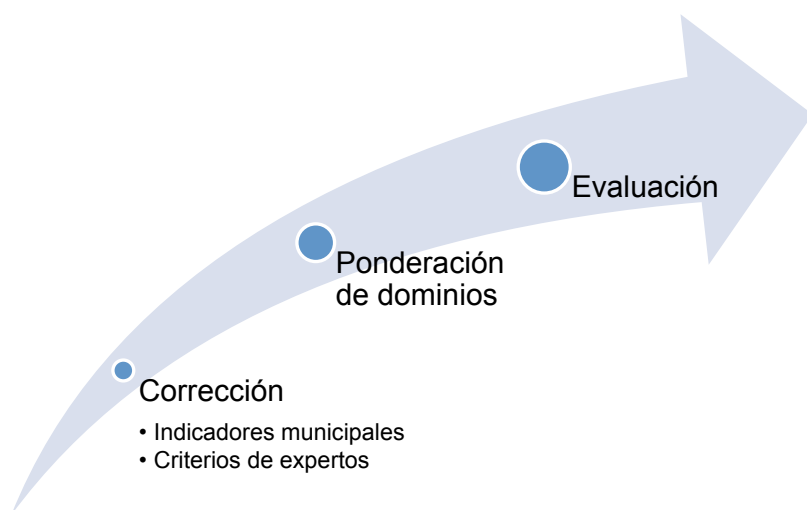 Evaluación
Ponderación
de dominios
Corrección
• Indicadores municipales
• Criterios de expertos